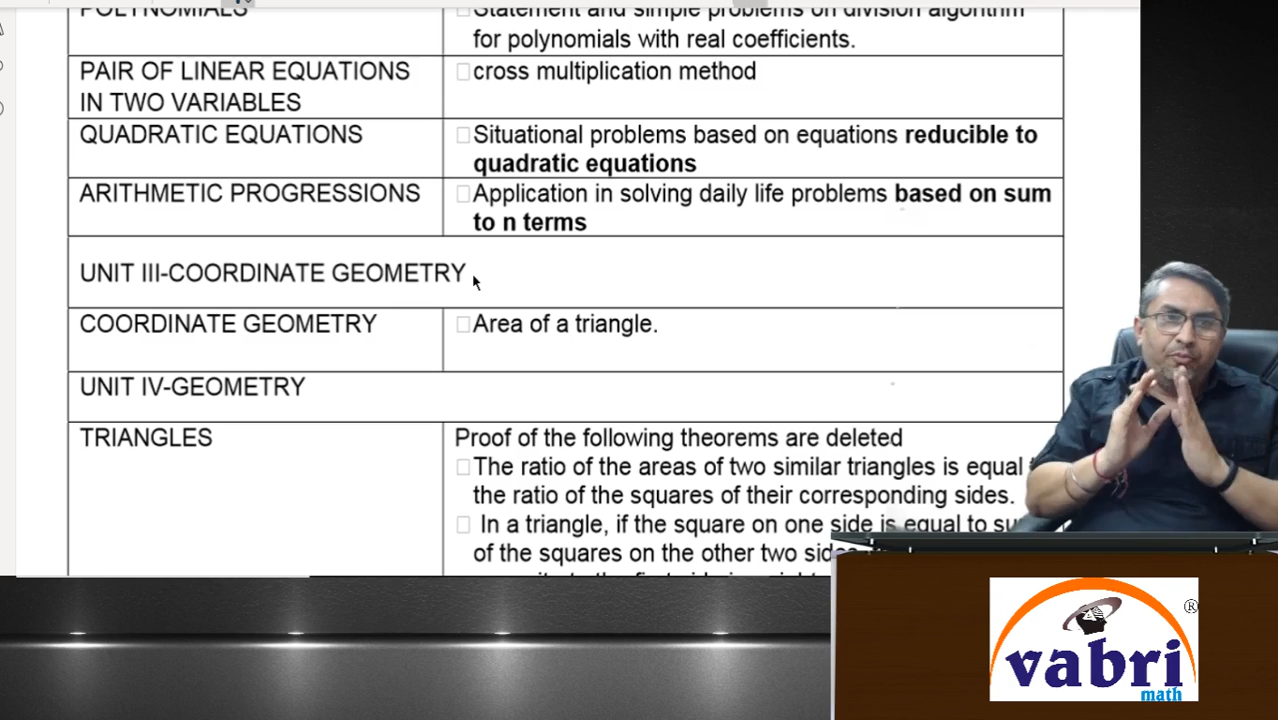 POLYNOMIALS
Statement and simple problems on division algorithm
for polynomials with real coefficients.
PAIR OF LINEAR EQUATIONS
IN TWO VARIABLES
cross multiplication method
QUADRATIC EQUATIONS
Situational problems based on equations reducible to
quadratic equations
ARITHMETIC PROGRESSIONS
Application in solving daily life problems based on sum
to n terms
UNIT III-COORDINATE GEOMETRY
COORDINATE GEOMETRY
Area of a triangle.
UNIT IV-GEOMETRY
TRIANGLES
Proof of the following theorems are deleted
The ratio of the areas of two similar triangles is equal
the ratio of the squares of their corresponding sides.
In a triangle, if the square on one side is equal to
of the squares on the other two
vabri ®
math